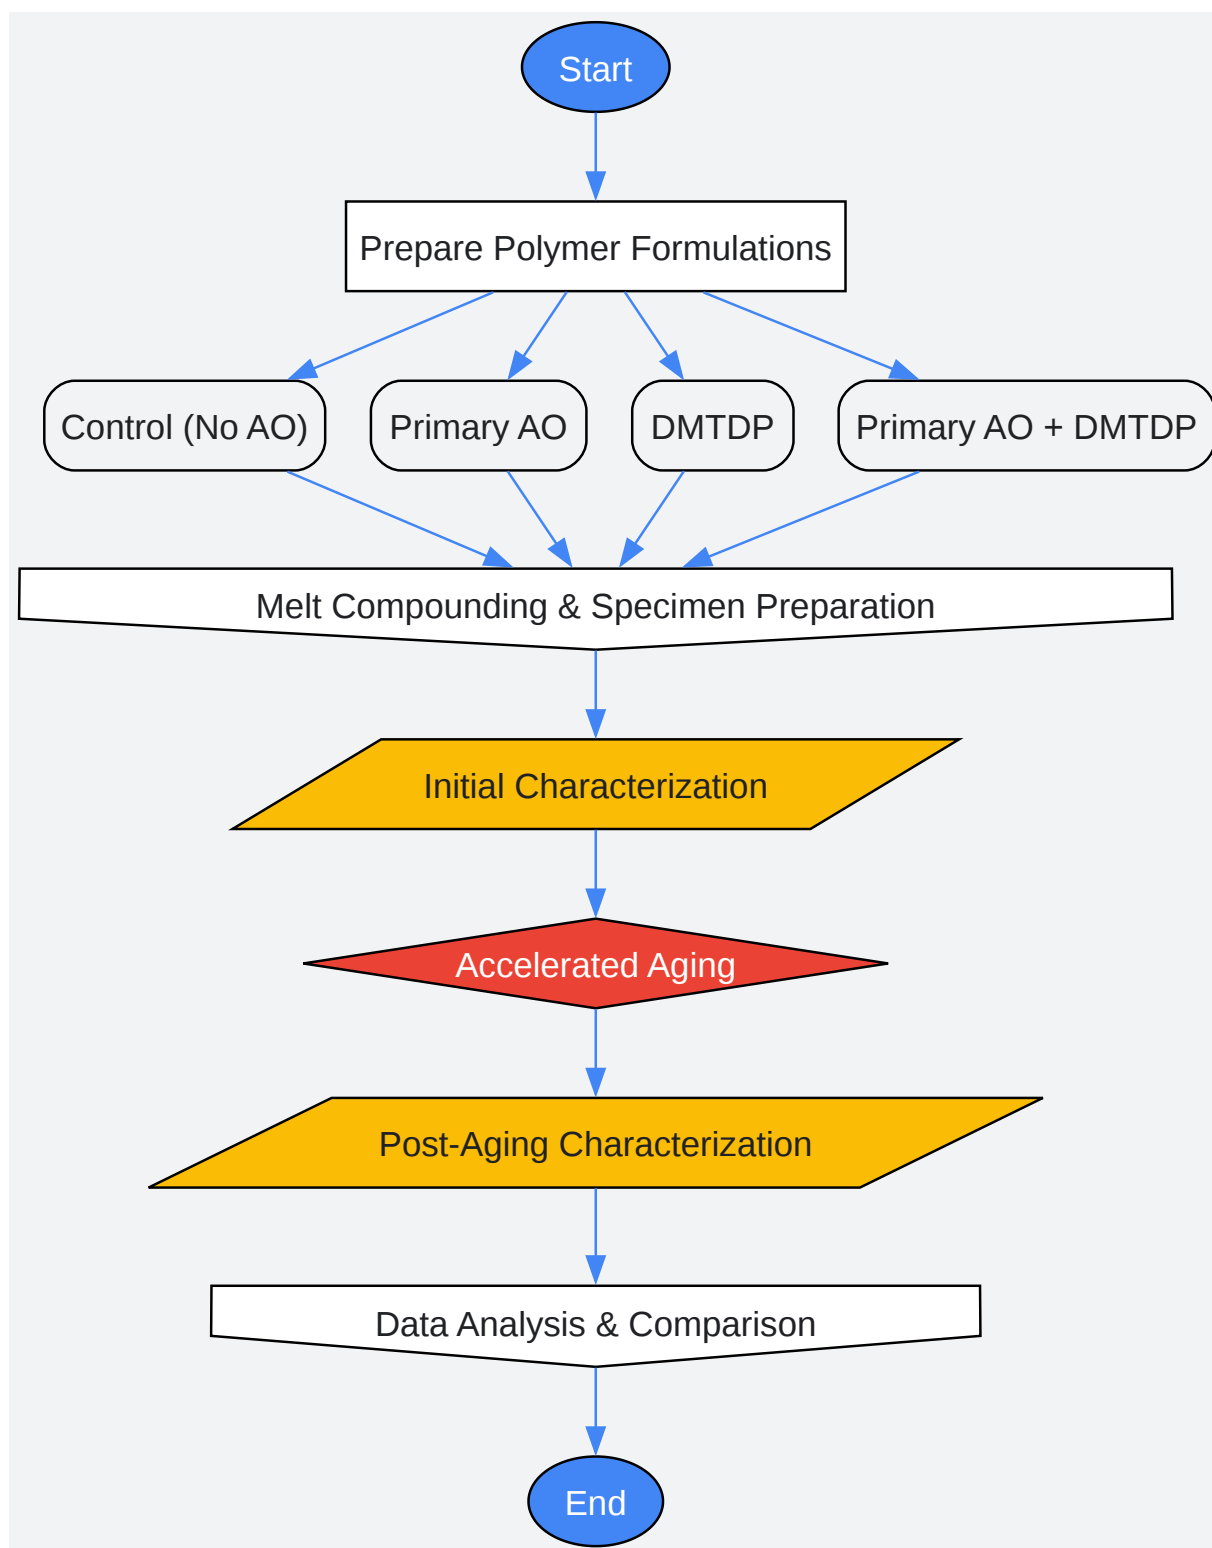 Start
Prepare Polymer Formulations
Control (No AO)
Primary AO
DMTDP
Primary AO + DMTDP
Melt Compounding & Specimen Preparation
Initial Characterization
Accelerated Aging
Post-Aging Characterization
Data Analysis & Comparison
End